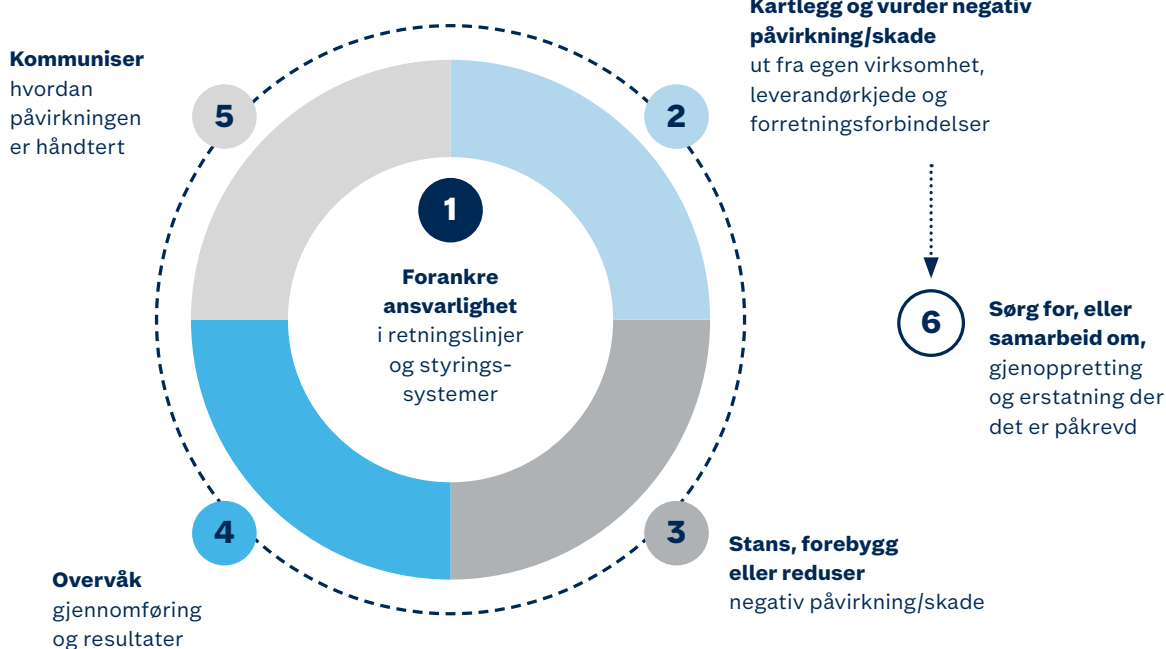 1
Forankre
ansvarlighet
i retningslinjer
og styrings-
systemer
2
Kartlegg og vurder negativ
påvirkning/skade
ut fra egen virksomhet,
leverandørkjede og
forretningsforbindelser
3
Stans, forebygg
eller reduser
negativ påvirkning/skade
4
Overvåk
gjennomføring
og resultater
5
Kommuniser
hvordan
påvirkningen
er håndtert
6
Sørg for, eller
samarbeid om,
gjenoppretting
og erstatning der
det er påkrevd